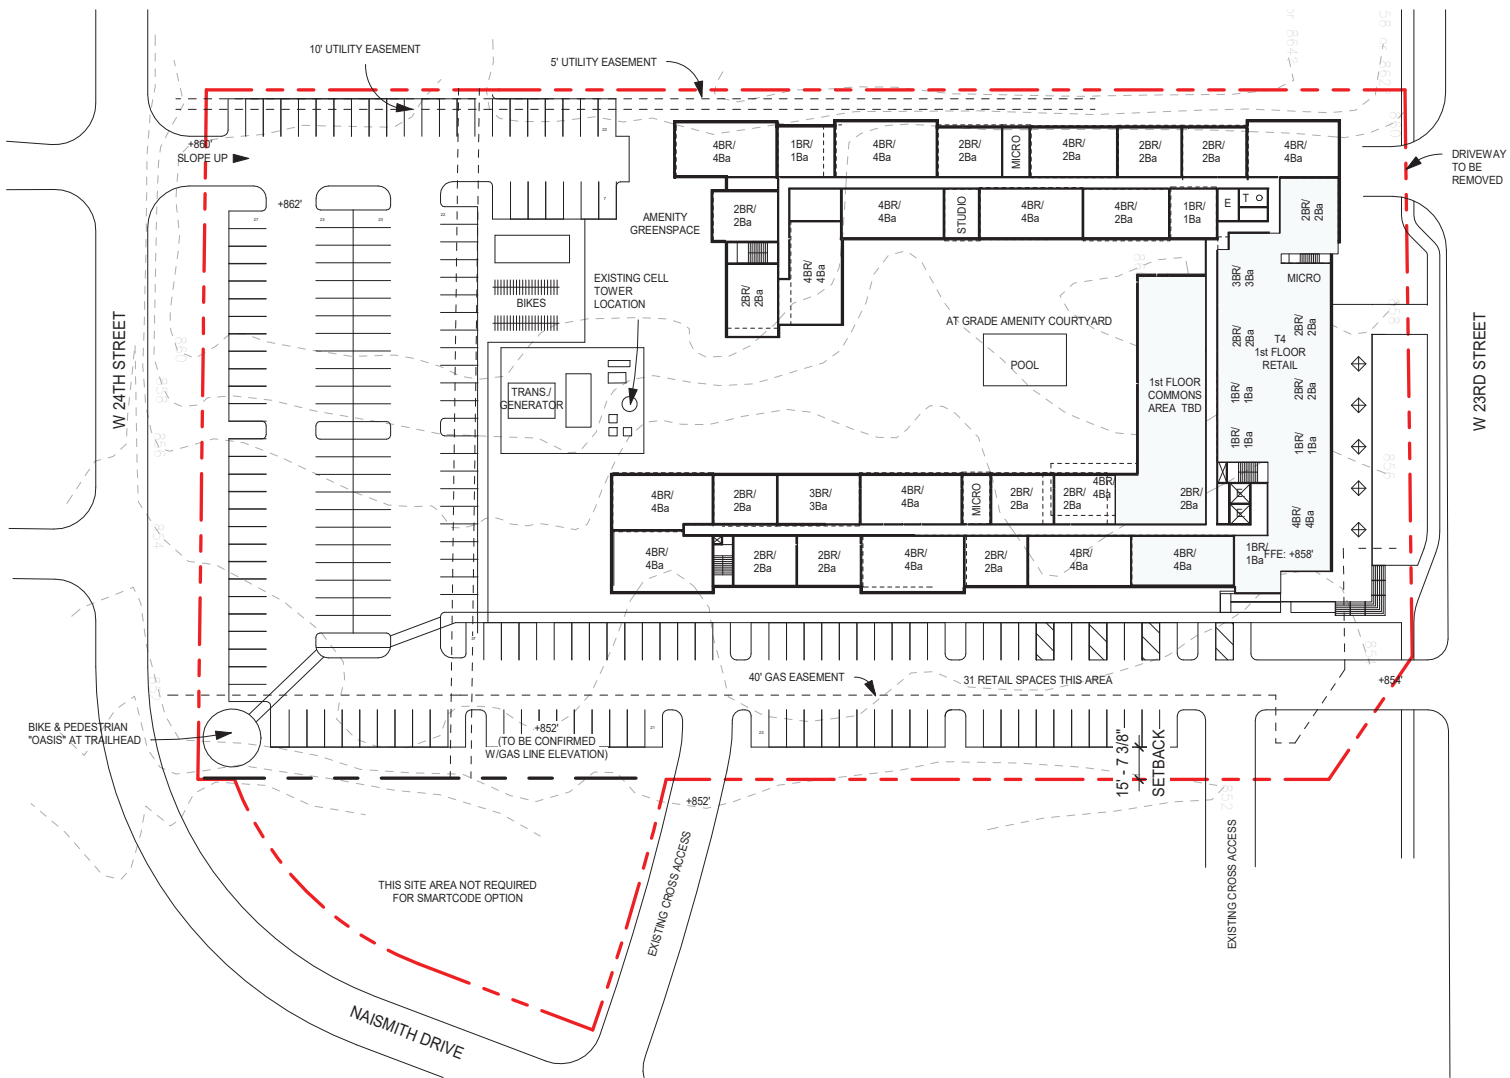 10' UTILITY EASEMENT
5' UTILITY EASEMENT
+860'
SLOPE UP
+862'
DRIVEWAY
TO BE
REMOVED
4BR/
4Ba
1BR/
1Ba
4BR/
4Ba
2BR/
2Ba
MICRO
4BR/
2Ba
2BR/
2Ba
2BR/
2Ba
4BR/
4Ba
2BR/
2Ba
4BR/
4Ba
STUDIO
4BR/
4Ba
4BR/
2Ba
1BR/
1Ba
E
T
2BR/
2Ba
AMENITY
GREENSPACE
2BR/
2Ba
4BR/
4Ba
3BR/
3Ba
MICRO
BIKES
EXISTING CELL
TOWER
LOCATION
AT GRADE AMENITY COURTYARD
POOL
2BR/
2Ba
2BR/
2Ba
T4
1st FLOOR
RETAIL
1st FLOOR
COMMONS
AREA TBD
1BR/
1Ba
2BR/
2Ba
1BR/
1Ba
1BR/
1Ba
TRANS./
GENERATOR
W 24TH STREET
W 23RD STREET
4BR/
4Ba
2BR/
2Ba
3BR/
3Ba
4BR/
4Ba
MICRO
2BR/
2Ba
2BR/
2Ba
4BR/
4Ba
2BR/
2Ba
E
E
4BR/
4Ba
4BR/
4Ba
2BR/
2Ba
2BR/
2Ba
4BR/
4Ba
2BR/
2Ba
4BR/
4Ba
4BR/
4Ba
1BR/
1Ba
FFE: +858'
40' GAS EASEMENT
31 RETAIL SPACES THIS AREA
+854'
BIKE & PEDESTRIAN
"OASIS" AT TRAILHEAD
+852'
(TO BE CONFIRMED
W/GAS LINE ELEVATION)
15' - 7 3/8"
SETBACK
+852'
EXISTING CROSS ACCESS
EXISTING CROSS ACCESS
THIS SITE AREA NOT REQUIRED
FOR SMARTCODE OPTION
NAISMITH DRIVE